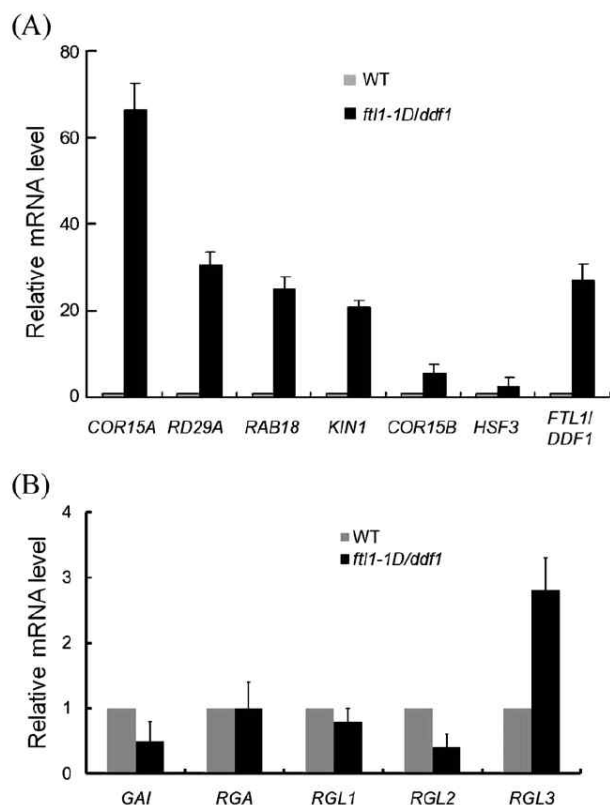 (A)
Relative mRNA level
80
60
40
20
0
WT
ftl1-1D/ddf1
COR15A RD29A RAB18 KIN1 COR15B HSF3 FTL1/
DDF1
(B)
Relative mRNA level
4
3
2
1
0
WT
ftl1-1D/ddf1
GAI RGA RGL1 RGL2 RGL3